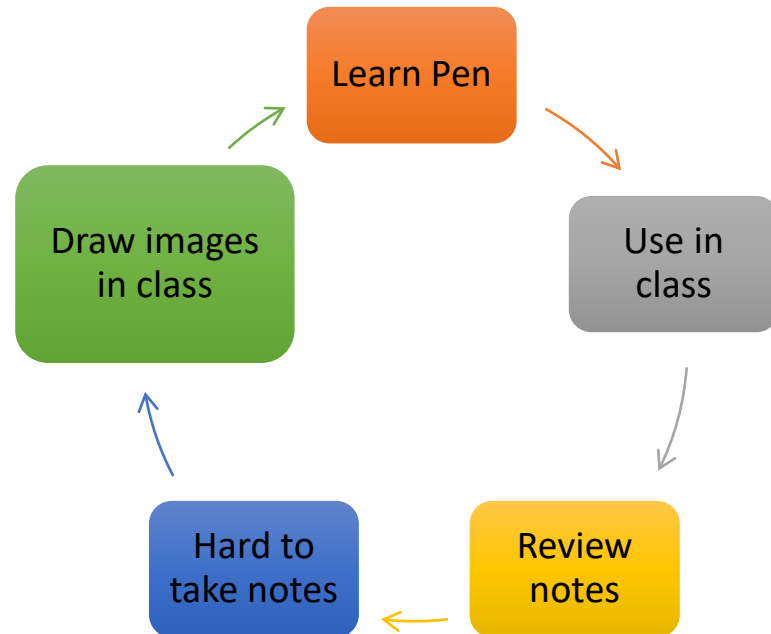 Learn Pen
Use in
class
Review
notes
Hard to
take notes
Draw images
in class